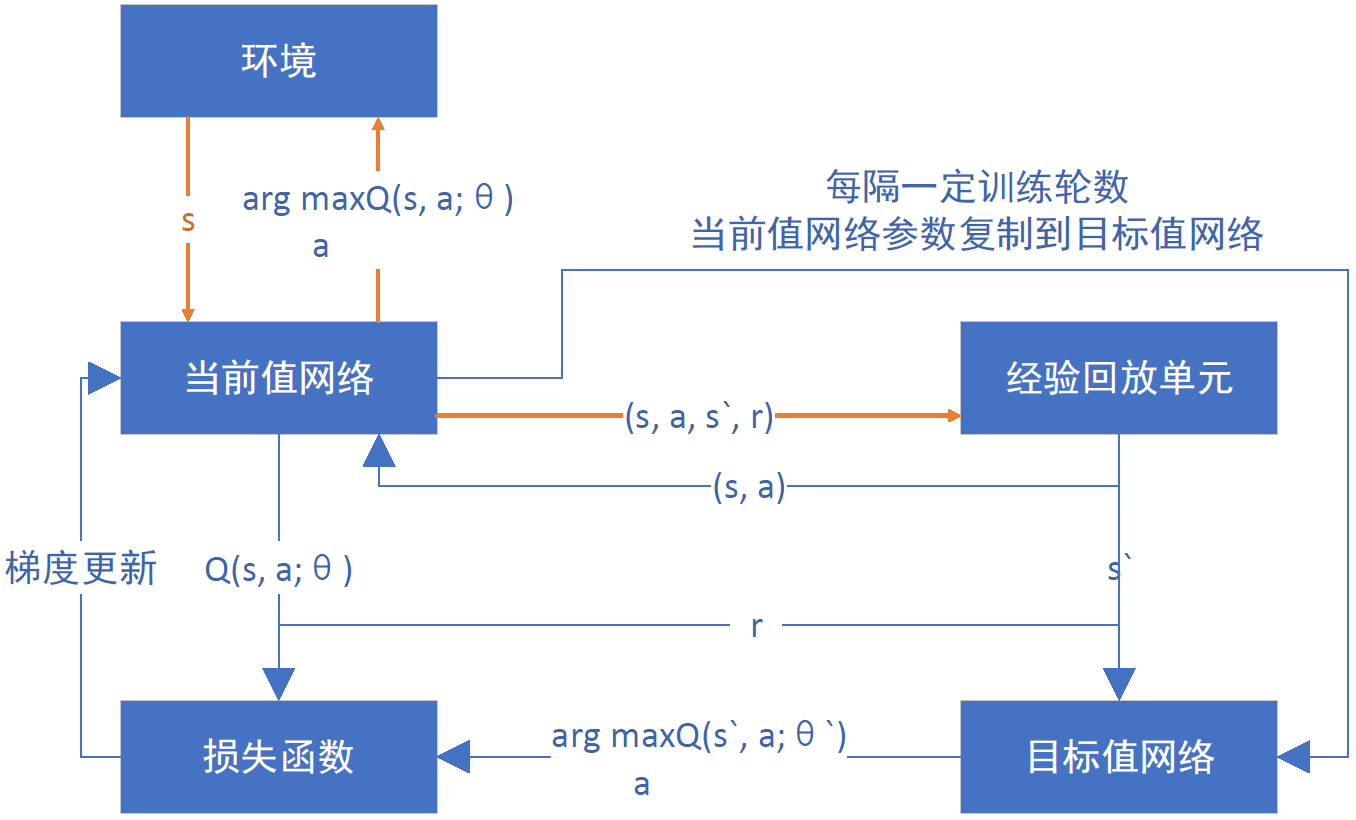 环境
s
arg maxQ(s, a; θ )
a
每隔一定训练轮数
当前值网络参数复制到目标值网络
当前值网络
经验回放单元
(s, a, s`, r)
(s, a)
梯度更新
Q(s, a; θ )
s`
r
损失函数
arg maxQ(s`, a; θ `)
a
目标值网络